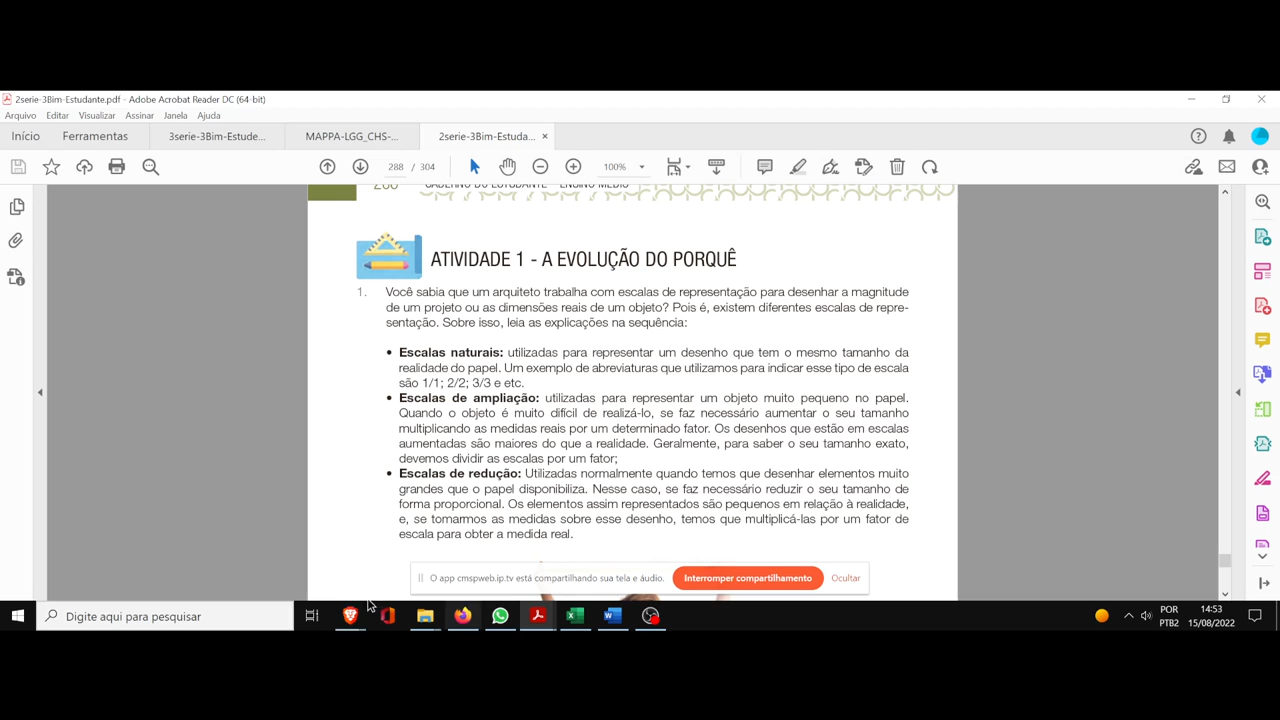 2serie-3Bim-Estudante.pdf - Adobe Acrobat Reader DC (64-bit)
Arquivo Editar Visualizar Assinar Janela Ajuda
Início Ferramentas 3serie-3Bim-Estude... MAPPA-LGG_CHS-... 2serie-3Bim-Estuda... ×
288 / 304 100%
CADERNO DO ESTUDANTE - ENSINO MÉDIO
ATIVIDADE 1 - A EVOLUÇÃO DO PORQUÊ
1. Você sabia que um arquiteto trabalha com escalas de representação para desenhar a magnitude
de um projeto ou as dimensões reais de um objeto? Pois é, existem diferentes escalas de repre-
sentação. Sobre isso, leia as explicações na sequência:
• Escalas naturais: utilizadas para representar um desenho que tem o mesmo tamanho da
realidade do papel. Um exemplo de abreviaturas que utilizamos para indicar esse tipo de escala
são 1/1; 2/2; 3/3 e etc.
• Escalas de ampliação: utilizadas para representar um objeto muito pequeno no papel.
Quando o objeto é muito difícil de realizá-lo, se faz necessário aumentar o seu tamanho
multiplicando as medidas reais por um determinado fator. Os desenhos que estão em escalas
aumentadas são maiores do que a realidade. Geralmente, para saber o seu tamanho exato,
devemos dividir as escalas por um fator;
• Escalas de redução: Utilizadas normalmente quando temos que desenhar elementos muito
grandes que o papel disponibiliza. Nesse caso, se faz necessário reduzir o seu tamanho de
forma proporcional. Os elementos assim representados são pequenos em relação à realidade,
e, se tomarmos as medidas sobre esse desenho, temos que multiplicá-las por um fator de
escala para obter a medida real.
O app cmspweb.ip.tv está compartilhando sua tela e áudio. Interromper compartilhamento Ocultar
Digite aqui para pesquisar
POR 14:53
PTB2 15/08/2022